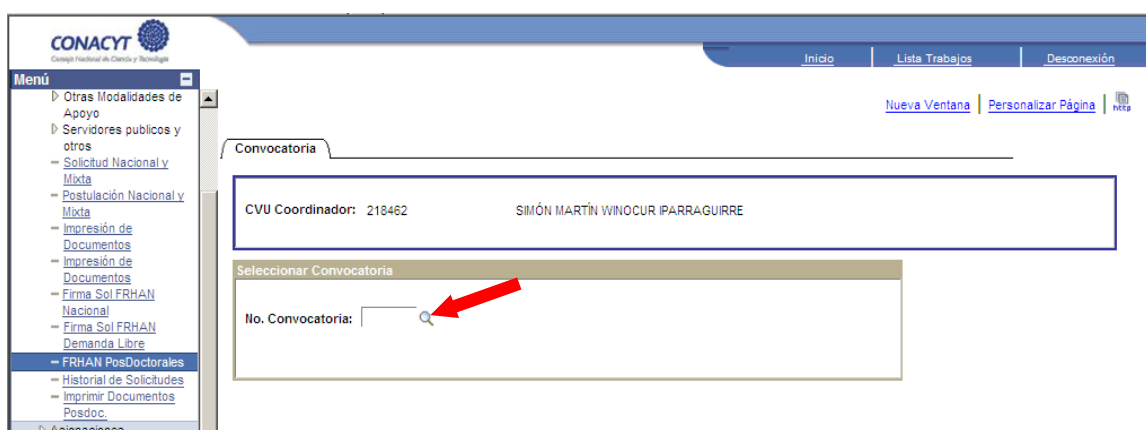 CONACYT
Consejo Nacional de Ciencia y Tecnología
Inicio
Lista Trabajos
Desconexión
Menú
Otras Modalidades de
Apoyo
Servidores publicos y
otros
Solicitud Nacional y
Mixta
Postulación Nacional y
Mixta
Impresión de
Documentos
Impresión de
Documentos
Firma Sol FRHAN
Nacional
Firma Sol FRHAN
Demanda Libre
FRHAN PosDoctorales
Historial de Solicitudes
Imprimir Documentos
Posdoc.
Nueva Ventana
Personalizar Página
http
Convocatoria
CVU Coordinador: 218462 SIMÓN MARTÍN WINOCUR IPARRAGUIRRE
Seleccionar Convocatoria
No. Convocatoria: